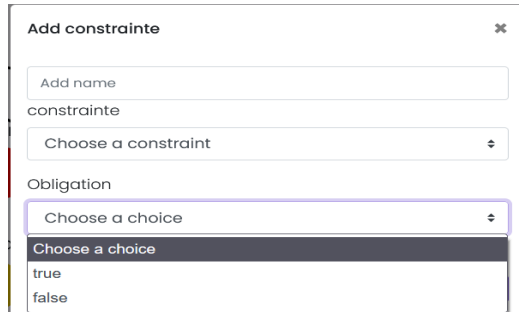 Add constrainte
Add name
constrainte
Choose a constraint
Obligation
Choose a choice
Choose a choice
true
false